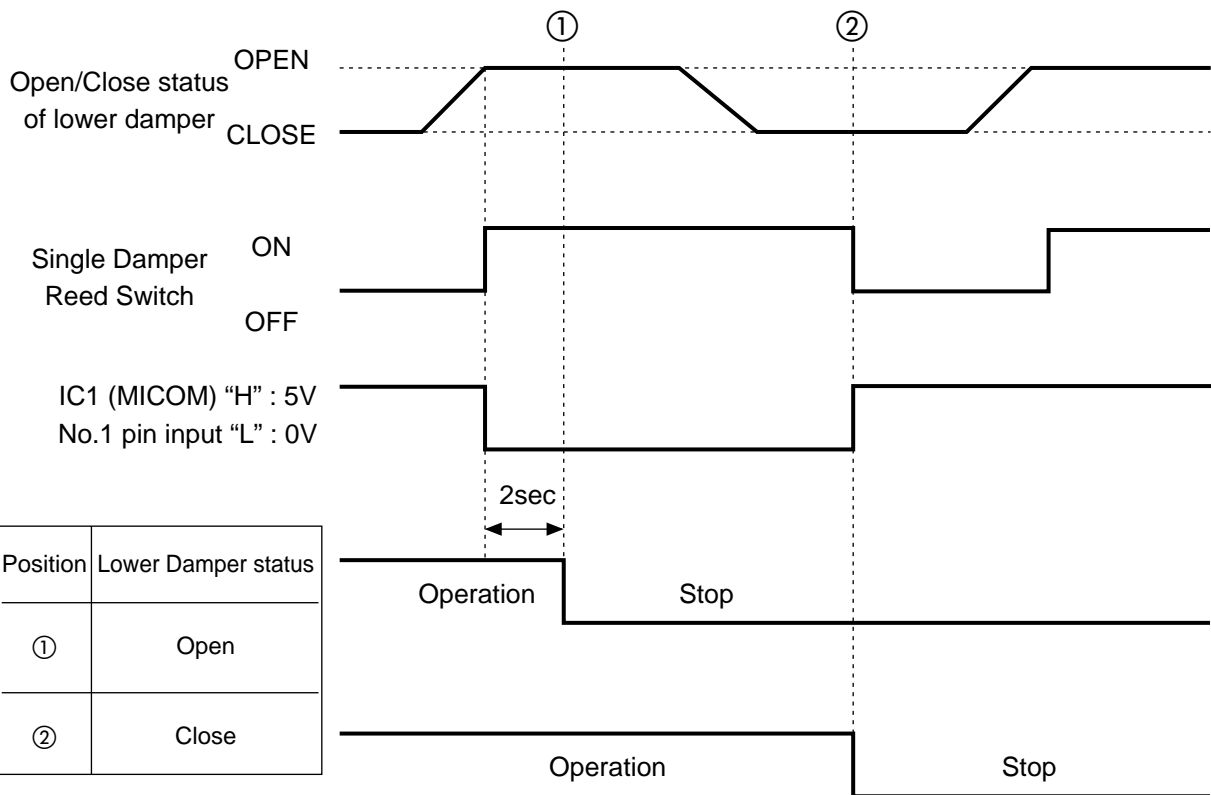 ① ②
OPEN
Open/Close status
of lower damper
CLOSE
ON
Single Damper
Reed Switch
OFF
IC1 (MICOM) “H” : 5V
No.1 pin input “L” : 0V
2sec
Position Lower Damper status
① Open
② Close
Operation Stop
Operation Stop